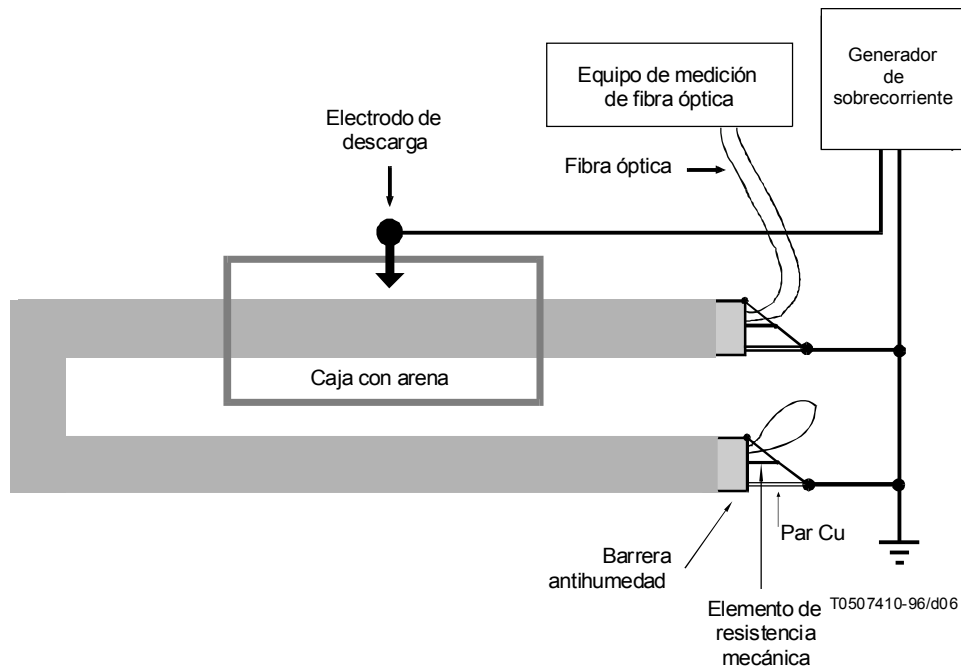 Equipo de medición
de fibra óptica
Generador
de
sobrecorriente
Electrodo de
descarga
Fibra óptica
Caja con arena
Par Cu
Barrera
antihumedad
Elemento de
resistencia
mecánica
T0507410-96/d06